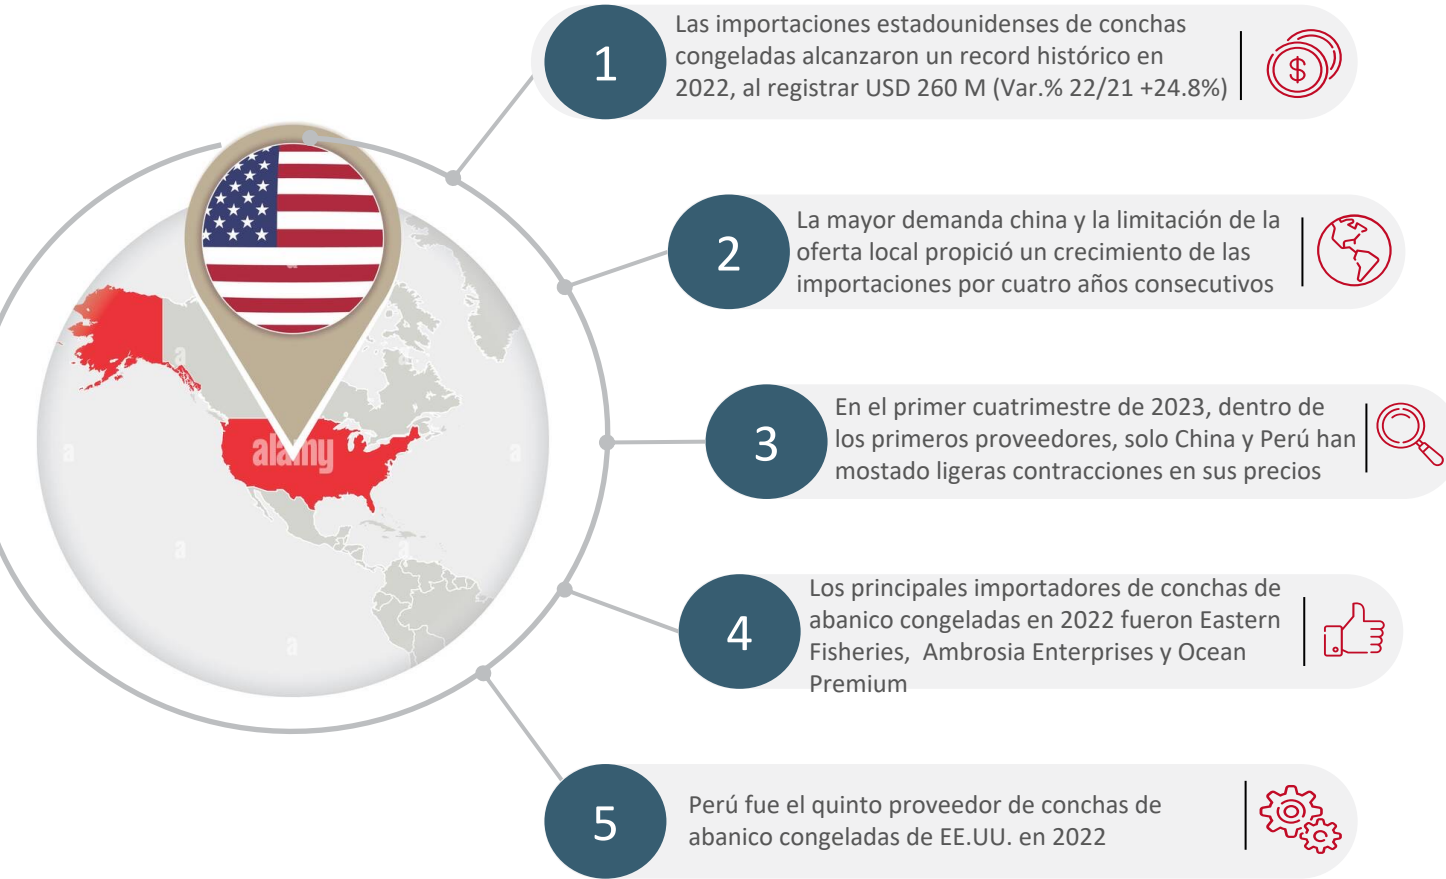 1
Las importaciones estadounidenses de conchas
congeladas alcanzaron un record histórico en
2022, al registrar USD 260 M (Var.% 22/21 +24.8%)
$
2
La mayor demanda china y la limitación de la
oferta local propició un crecimiento de las
importaciones por cuatro años consecutivos
3
En el primer cuatrimestre de 2023, dentro de
los primeros proveedores, solo China y Perú han
mostado ligeras contracciones en sus precios
4
Los principales importadores de conchas de
abanico congeladas en 2022 fueron Eastern
Fisheries, Ambrosia Enterprises y Ocean
Premium
5
Perú fue el quinto proveedor de conchas de
abanico congeladas de EE.UU. en 2022
alamy
a
a
a
a
a
a
a